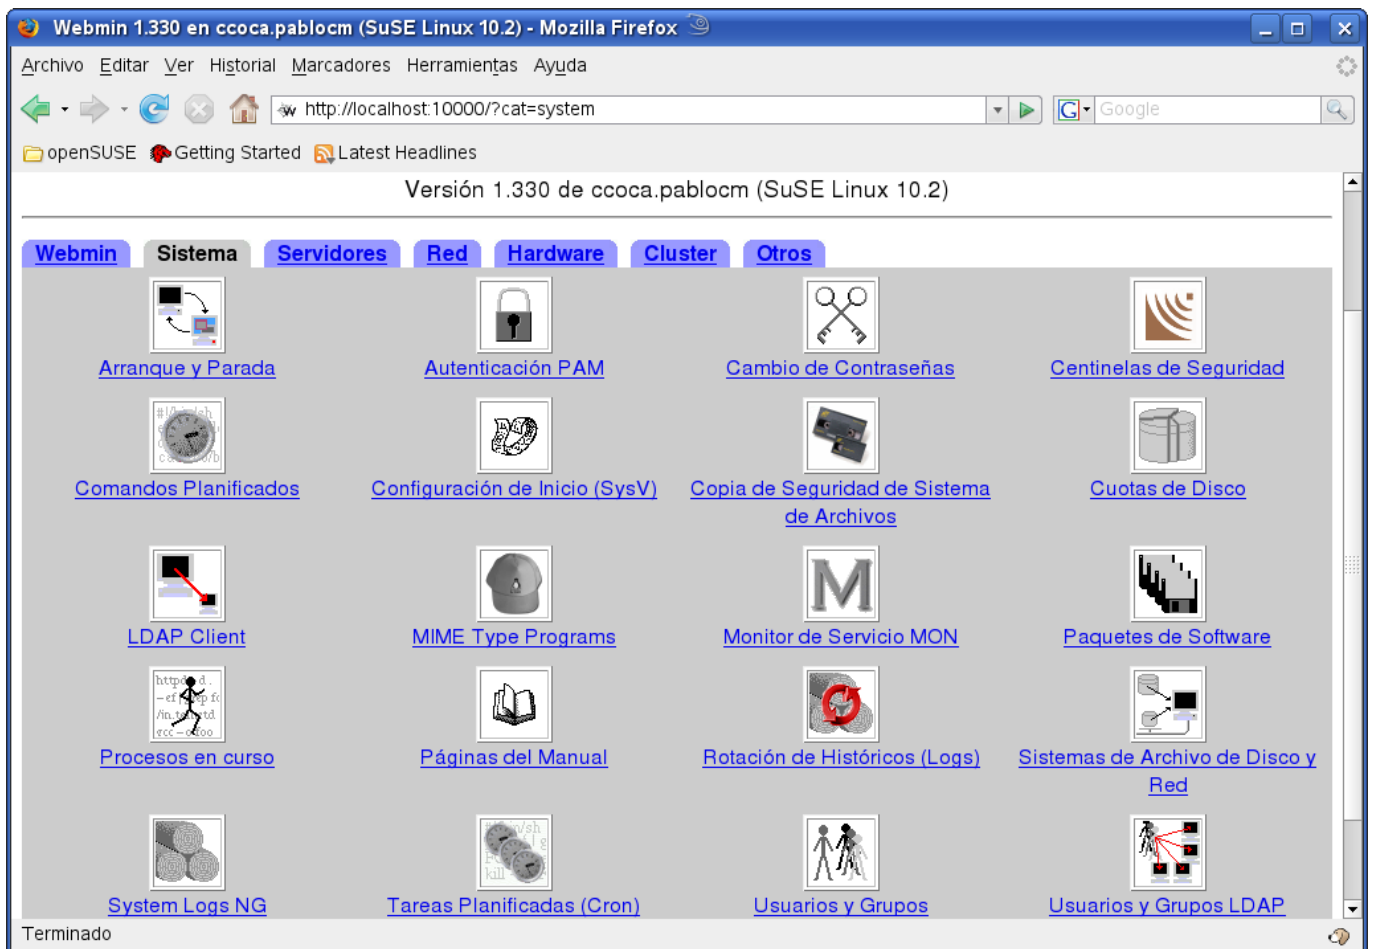 Webmin 1.330 en ccoca.pablocm (SuSE Linux 10.2) - Mozilla Firefox
Archivo Editar Ver Historial Marcadores Herramientas Ayuda
http://localhost:10000/?cat=system G Google
openSUSE Getting Started Latest Headlines
Versión 1.330 de ccoca.pablocm (SuSE Linux 10.2)
Webmin Sistema Servidores Red Hardware Cluster Otros
Arranque y Parada Autenticación PAM Cambio de Contraseñas Centinelas de Seguridad
Comandos Planificados Configuración de Inicio (SysV) Copia de Seguridad de Sistema Cuotas de Disco
de Archivos
M
LDAP Client MIME Type Programs Monitor de Servicio MON Paquetes de Software
Procesos en curso Páginas del Manual Rotación de Históricos (Logs) Sistemas de Archivo de Disco y
Red
System Logs NG Tareas Planificadas (Cron) Usuarios y Grupos Usuarios y Grupos LDAP
Terminado